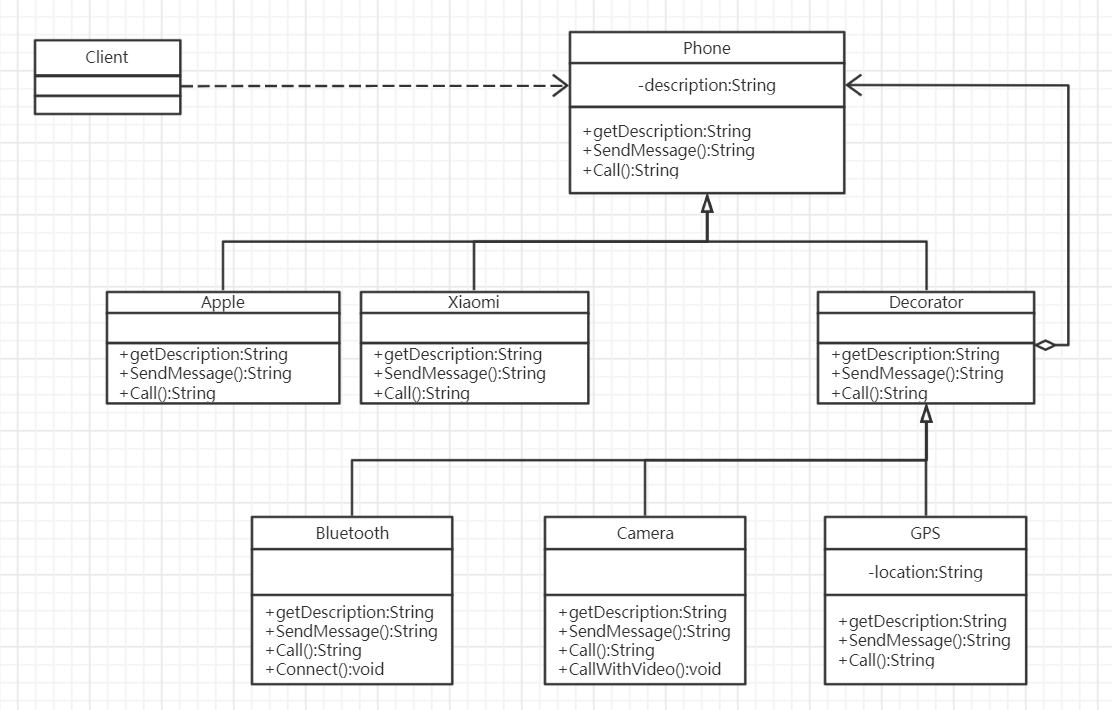 Client
Phone
-description:String
+getDescription:String
+SendMessage():String
+Call():String
Apple
+getDescription:String
+SendMessage():String
+Call():String
Xiaomi
+getDescription:String
+SendMessage():String
+Call():String
Decorator
+getDescription:String
+SendMessage():String
+Call():String
Bluetooth
+getDescription:String
+SendMessage():String
+Call():String
+Connect():void
Camera
+getDescription:String
+SendMessage():String
+Call():String
+CallWithVideo():void
GPS
-location:String
+getDescription:String
+SendMessage():String
+Call():String